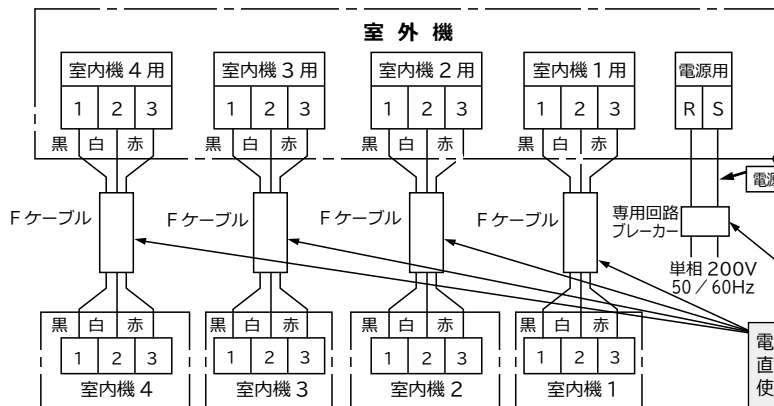 室外機
室内機4用 室内機3用 室内機2用 室内機1用 電源用
1 2 3 1 2 3 1 2 3 1 2 3 R S
黒 白 赤 黒 白 赤 黒 白 赤 黒 白 赤
電源
Fケーブル Fケーブル Fケーブル Fケーブル 専用回路
ブレーカー
単相 200V
50/60Hz
黒 白 赤 黒 白 赤 黒 白 赤 黒 白 赤
1 2 3 1 2 3 1 2 3 1 2 3
室内機4 室内機3 室内機2 室内機1
電
直
使